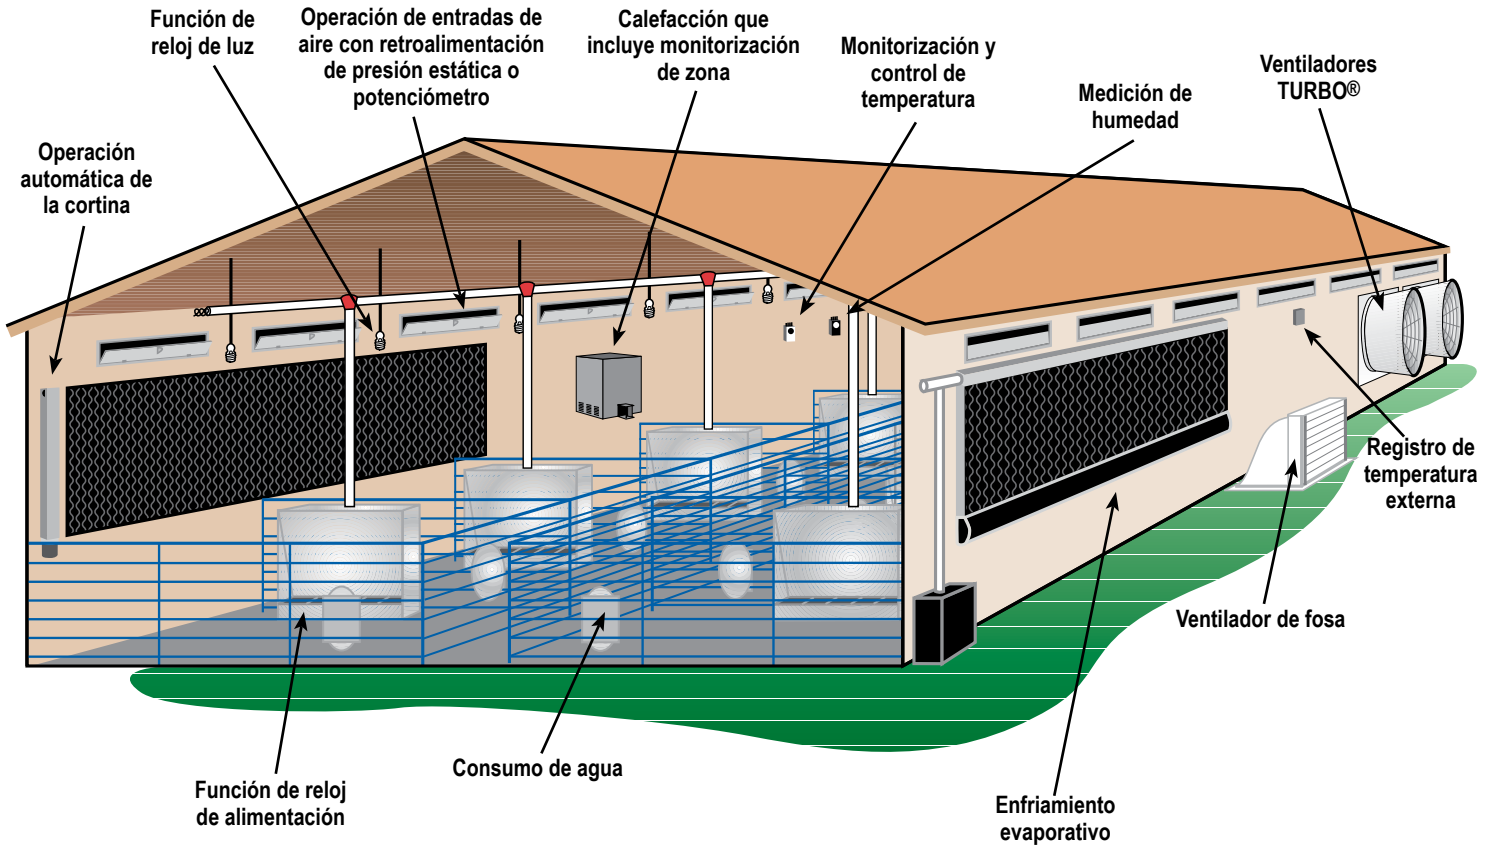 Función de
reloj de luz
Operación de entradas de
aire con retroalimentación
de presión estática o
potenciómetro
Calefacción que
incluye monitorización
de zona
Monitorización y
control de
temperatura
Medición de
humedad
Ventiladores
TURBO®
Operación
automática de
la cortina
Registro de
temperatura
externa
Ventilador de fosa
Consumo de agua
Función de reloj
de alimentación
Enfriamiento
evaporativo